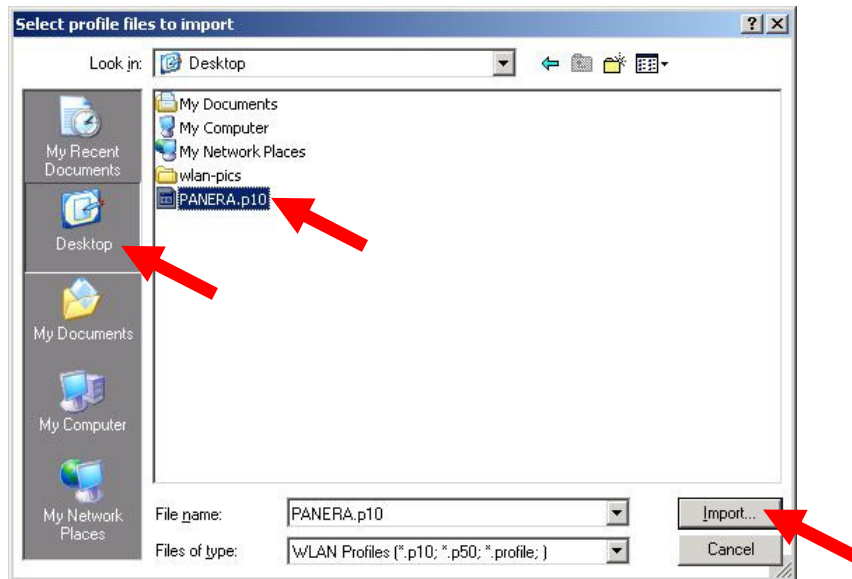 Select profile files to import
Look in:
Desktop
My Recent
Documents
Desktop
My Documents
My Computer
My Network
Places
My Documents
My Computer
My Network Places
wlan-pics
PANERA.p10
File name:
PANERA.p10
Import...
Files of type:
WLAN Profiles (*.p10; *.p50; *.profile; )
Cancel